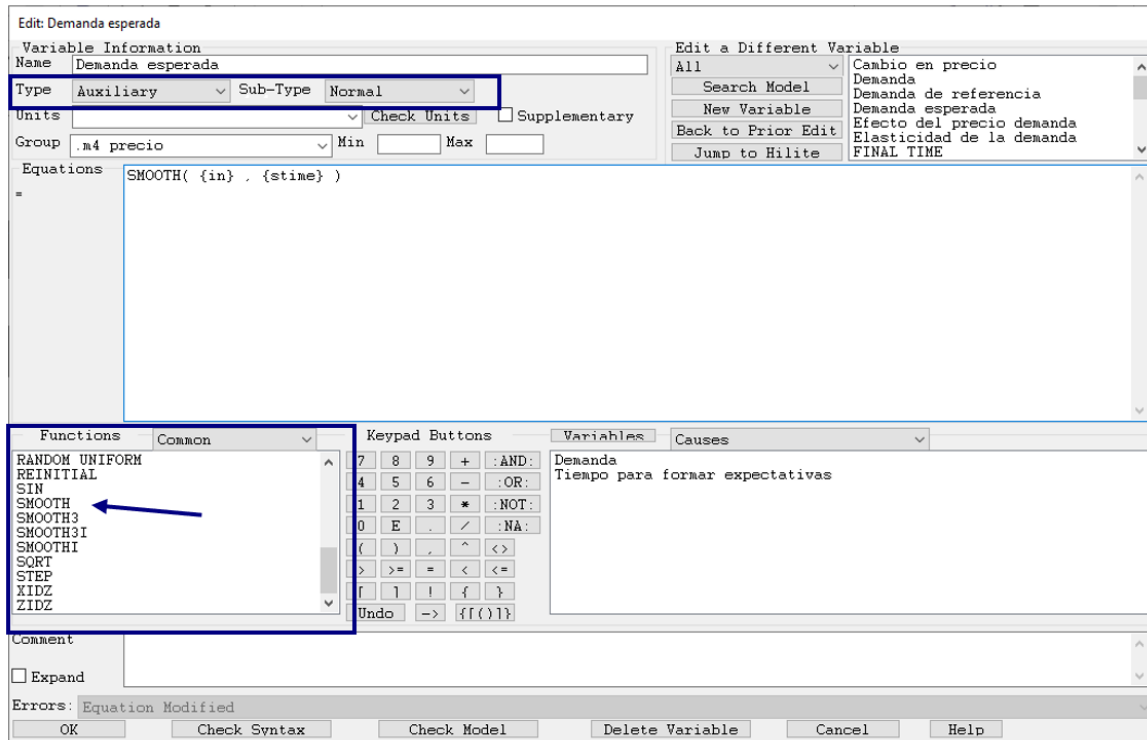 Edit: Demanda esperada
Variable Information
Name Demanda esperada
Type Auxiliary Sub-Type Normal
Units Check Units Supplementary
Group .m4 precio Min Max
Edit a Different Variable
All
Search Model
New Variable
Back to Prior Edit
Jump to Hilite
Cambio en precio
Demanda
Demanda de referencia
Demanda esperada
Efecto del precio demanda
Elasticidad de la demanda
FINAL TIME
Equations
=
SMOOTH( {in} , {stime} )
Functions Common
RANDOM UNIFORM
REINITIAL
SIN
SMOOTH
SMOOTH3
SMOOTH3I
SMOOTHI
SQRT
STEP
XIDZ
ZIDZ
Keypad Buttons
7 8 9 + :AND:
4 5 6 - :OR:
1 2 3 * :NOT:
0 E . / :NA:
( ) , ^ <>
> >= = < <=
[ ] ! { }
Undo -> {[()]}
Variables Causes
Demanda
Tiempo para formar expectativas
Comment
Expand
Errors: Equation Modified
OK Check Syntax Check Model Delete Variable Cancel Help